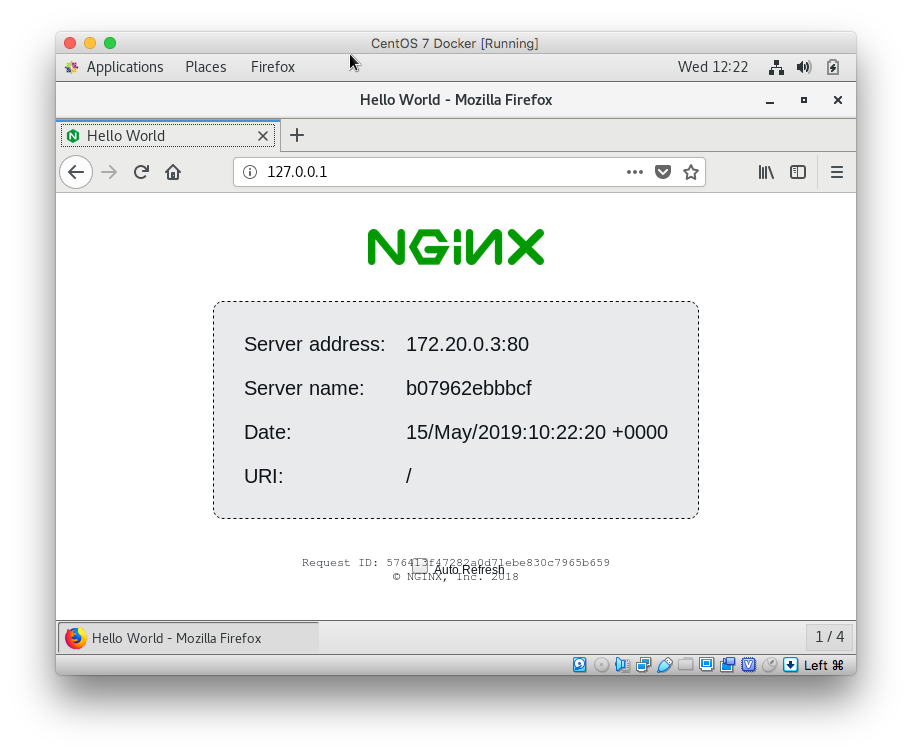 CentOS 7 Docker [Running]
Applications Places Firefox Wed 12:22
Hello World - Mozilla Firefox
Hello World
127.0.0.1
NGiNX
Server address: 172.20.0.3:80
Server name: b07962ebbbcf
Date: 15/May/2019:10:22:20 +0000
URI: /
Request ID: 576413f47282a0d71ebe830c7965b659
Auto Refresh
© NGINX, Inc. 2018
Hello World - Mozilla Firefox 1 / 4
Left ⌘